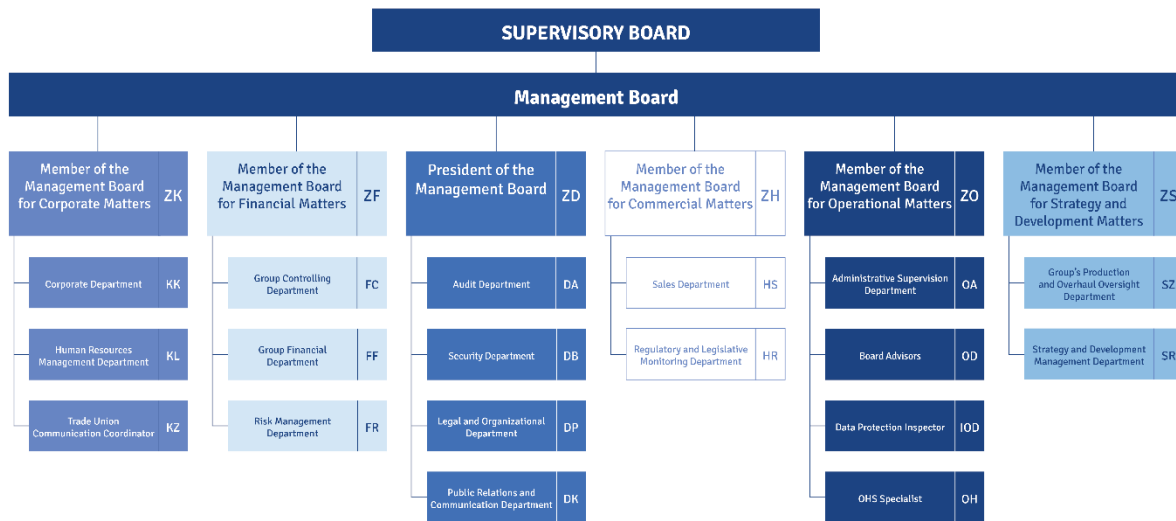 SUPERVISORY BOARD
Management Board
Member of the
Management Board
for Corporate Matters
ZK
Corporate Department
KK
Human Resources
Management Department
KL
Trade Union
Communication Coordinator
KZ
Member of the
Management Board
for Financial Matters
ZF
Group Controlling
Department
FC
Group Financial
Department
FF
Risk Management
Department
FR
President of the
Management Board
ZD
Audit Department
DA
Security Department
DB
Legal and Organizational
Department
DP
Public Relations and
Communication Department
DK
Member of the
Management Board
for Commercial Matters
ZH
Sales Department
HS
Regulatory and Legislative
Monitoring Department
HR
Member of the
Management Board
for Operational Matters
ZO
Administrative Supervision
Department
OA
Board Advisors
OD
Data Protection Inspector
IOD
OHS Specialist
OH
Member of the
Management Board
for Strategy and
Development Matters
ZS
Group's Production
and Overhaul Oversight
Department
SZ
Strategy and Development
Management Department
SR